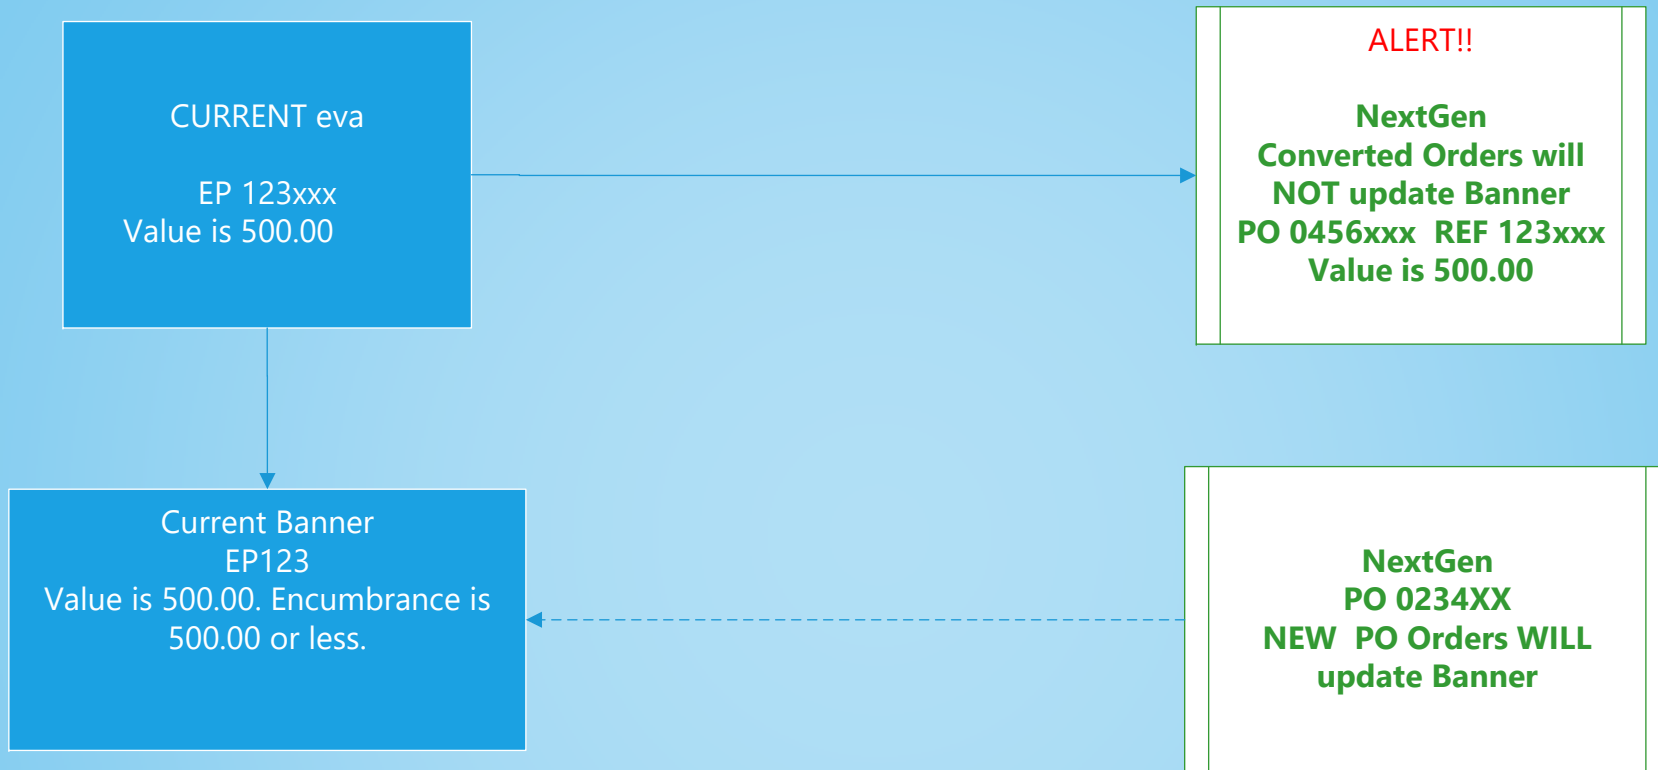 CURRENT eva
EP 123xxx
Value is 500.00
ALERT!!
NextGen
Converted Orders will
NOT update Banner
PO 0456xxx  REF 123xxx
Value is 500.00
Current Banner
EP123
Value is 500.00. Encumbrance is
500.00 or less.
NextGen
PO 0234XX
NEW  PO Orders WILL
update Banner